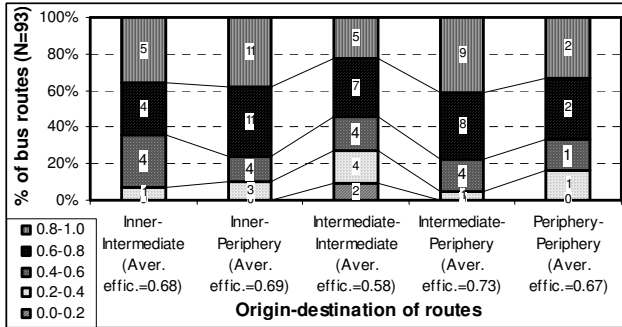 % of bus routes (N=93)
100%
80%
60%
40%
20%
0%
5 11 5 9 2
4 11 7 8 2
4 4 4 4 1
1 3 4 1
0 2 0
Inner- Inner- Intermediate- Intermediate- Periphery-
Intermediate Periphery Intermediate Periphery Periphery
(Aver. (Aver. (Aver. (Aver. (Aver.
effic.=0.68) effic.=0.69) effic.=0.58) effic.=0.73) effic.=0.67)
Origin-destination of routes
0.8-1.0
0.6-0.8
0.4-0.6
0.2-0.4
0.0-0.2